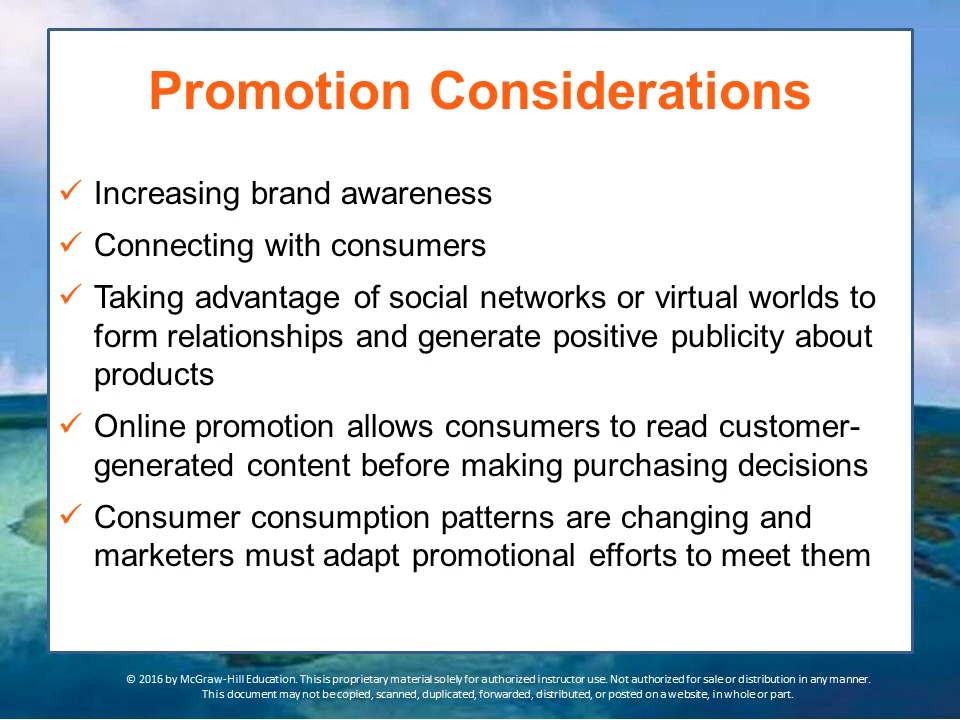 Promotion Considerations
✓ Increasing brand awareness
✓ Connecting with consumers
✓ Taking advantage of social networks or virtual worlds to
form relationships and generate positive publicity about
products
✓ Online promotion allows consumers to read customer-
generated content before making purchasing decisions
✓ Consumer consumption patterns are changing and
marketers must adapt promotional efforts to meet them
© 2016 by McGraw-Hill Education. This is proprietary material solely for authorized instructor use. Not authorized for sale or distribution in any manner.
This document may not be copied, scanned, duplicated, forwarded, distributed, or posted on a website, in whole or part.